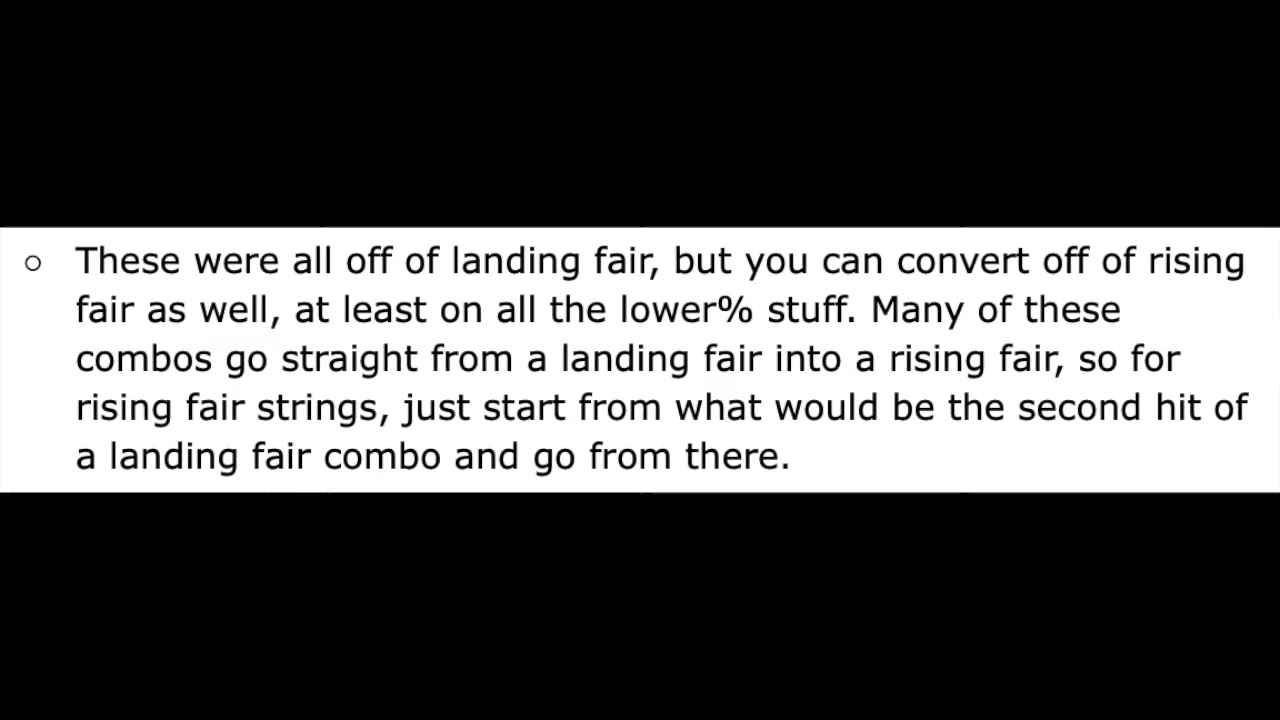 ○ These were all off of landing fair, but you can convert off of rising
fair as well, at least on all the lower% stuff. Many of these
combos go straight from a landing fair into a rising fair, so for
rising fair strings, just start from what would be the second hit of
a landing fair combo and go from there.